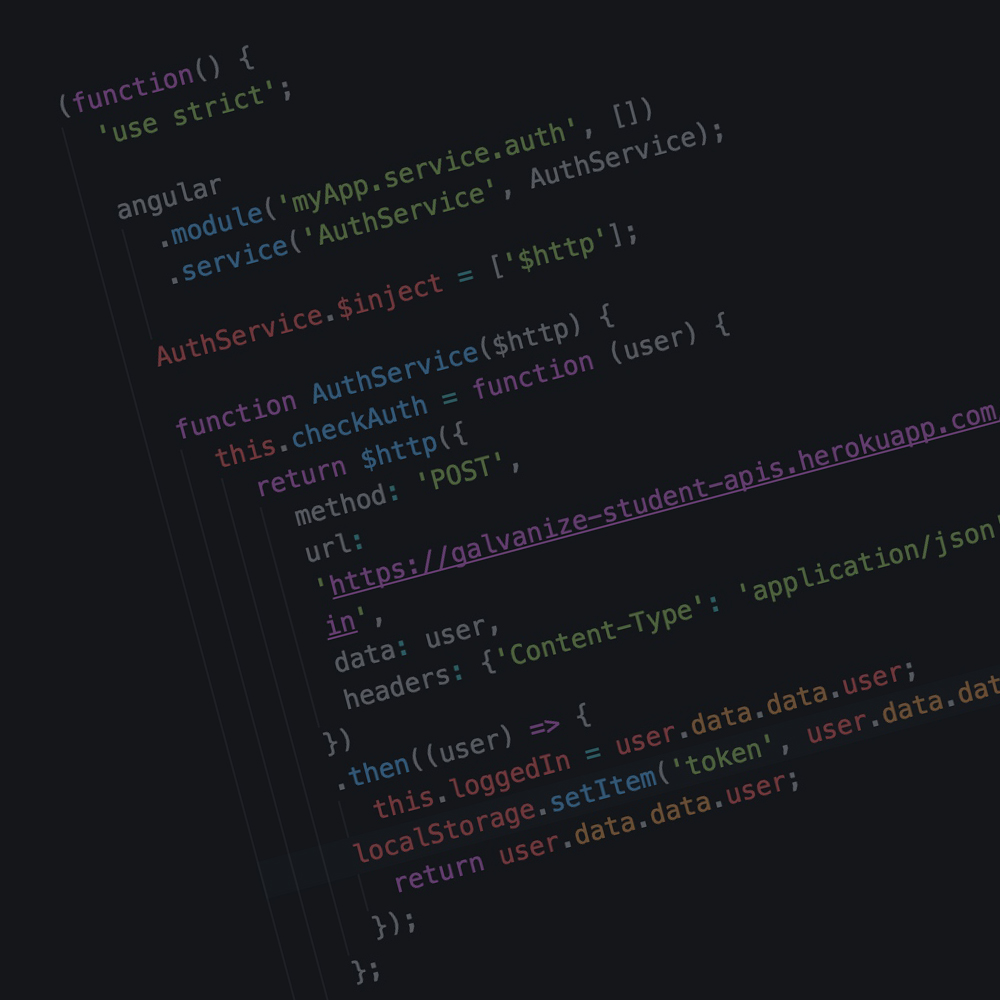 (function() {
'use strict';
angular
.module('myApp.service.auth', [])
.service('AuthService', AuthService);
AuthService.$inject = ['$http'];
function AuthService($http) {
this.checkAuth = function (user) {
return $http({
method: 'POST',
url:
'https://galvanize-student-apis.herokuapp.com
in',
data: user,
headers: {'Content-Type': 'application/json'
})
.then((user) => {
this.loggedIn = user.data.data.user;
localStorage.setItem('token', user.data.dat
return user.data.data.user;
});
};